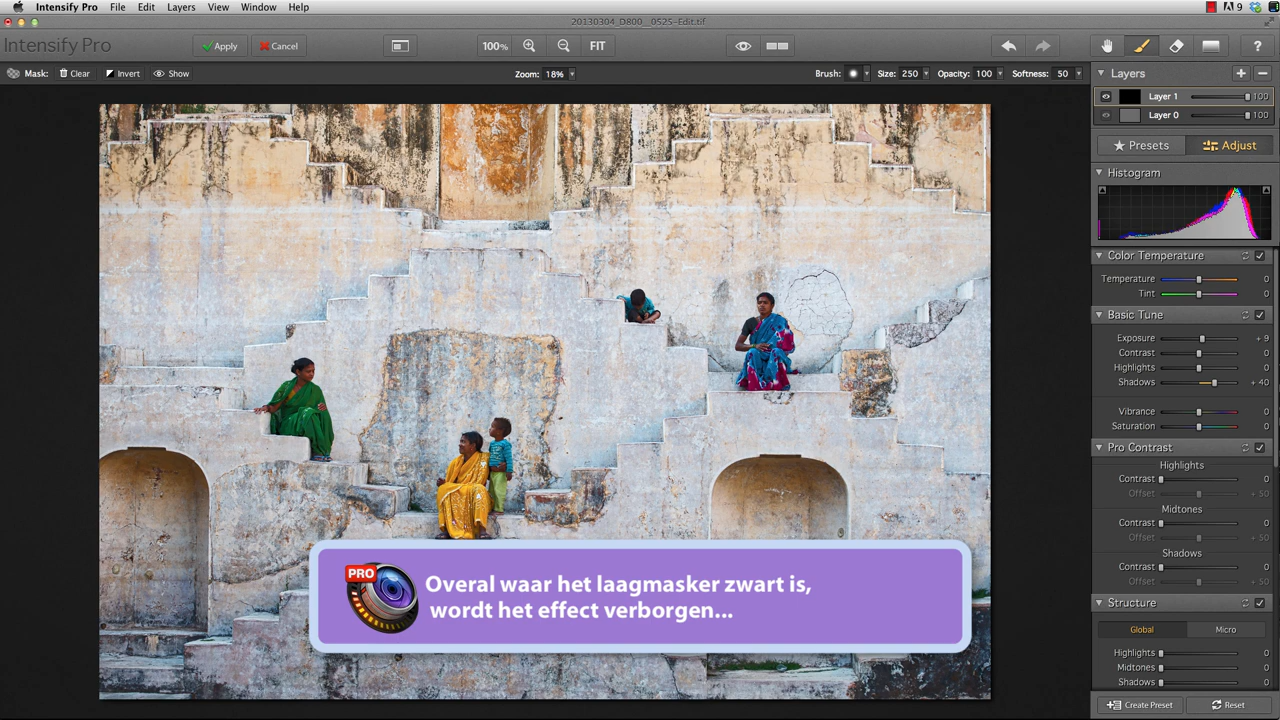 Intensify Pro File Edit Layers View Window Help 9
20130304_D800__0525-Edit.tif
Intensify Pro Apply Cancel 100% FIT ?
Mask: Clear Invert Show Zoom: 18% Brush: Size: 250 Opacity: 100 Softness: 50
Layers
Layer 1 100
Layer 0 100
Presets Adjust
Histogram
Color Temperature
Temperature 0
Tint 0
Basic Tune
Exposure + 9
Contrast 0
Highlights 0
Shadows + 40
Vibrance 0
Saturation 0
Pro Contrast
Highlights
Contrast 0
Offset + 50
Midtones
Contrast 0
Offset + 50
Shadows
Contrast 0
Offset + 50
Structure
Global Micro
Highlights 0
Midtones 0
Shadows 0
Create Preset Reset
PRO
Overal waar het laagmasker zwart is,
wordt het effect verborgen...